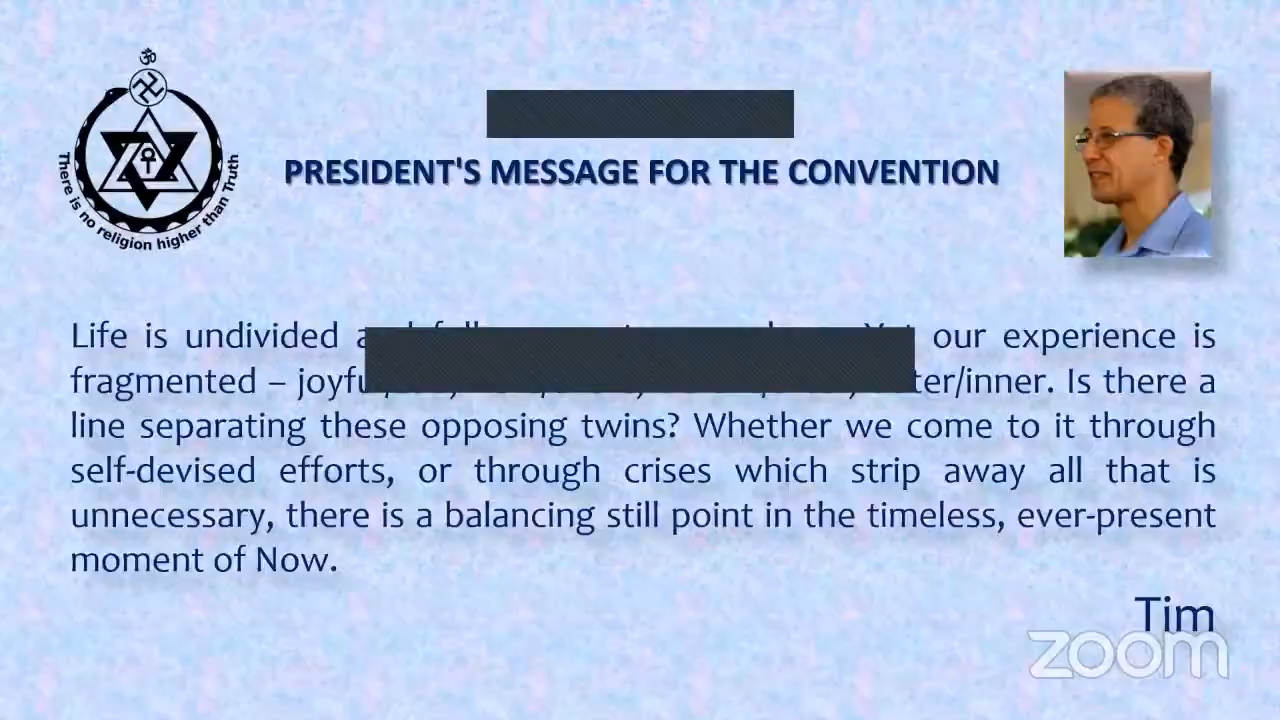 ॐ
There is no religion higher than Truth
PRESIDENT'S MESSAGE FOR THE CONVENTION
Life is undivided our experience is
fragmented – Is there a
line separating these opposing twins? Whether we come to it through
self-devised efforts, or through crises which strip away all that is
unnecessary, there is a balancing still point in the timeless, ever-present
moment of Now.
Tim
zoom